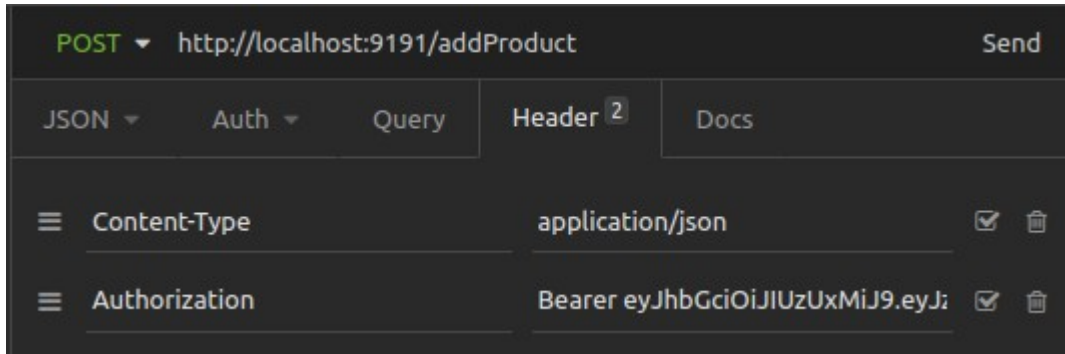 POST http://localhost:9191/addProduct Send
JSON Auth Query Header 2 Docs
Content-Type application/json
Authorization Bearer eyJhbGciOiJIUzUxMiJ9.eyJz